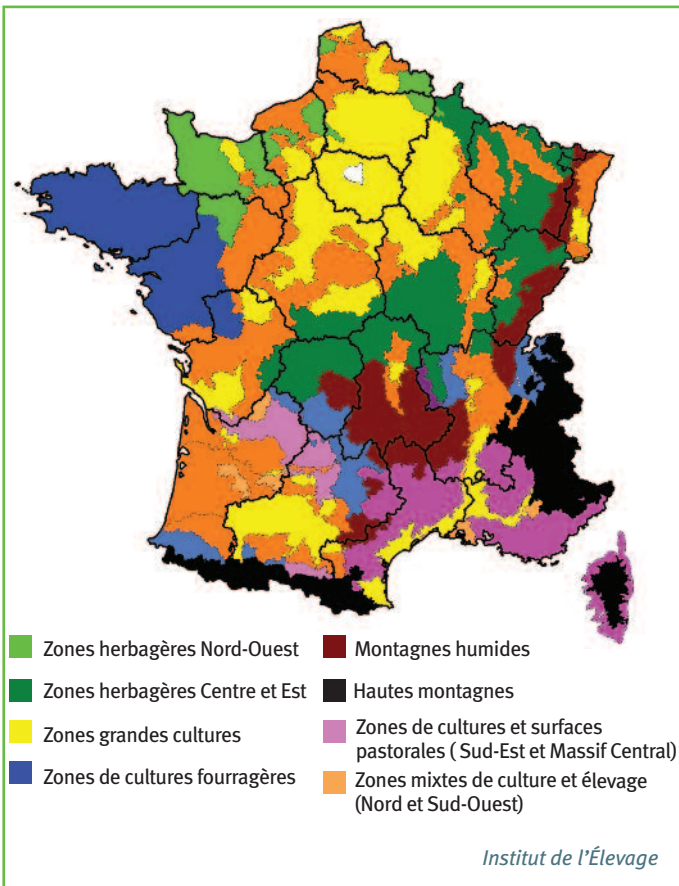 Zones herbagères Nord-Ouest
Zones herbagères Centre et Est
Zones grandes cultures
Zones de cultures fourragères
Montagnes humides
Hautes montagnes
Zones de cultures et surfaces
pastorales ( Sud-Est et Massif Central)
Zones mixtes de culture et élevage
(Nord et Sud-Ouest)
Institut de l'Élevage